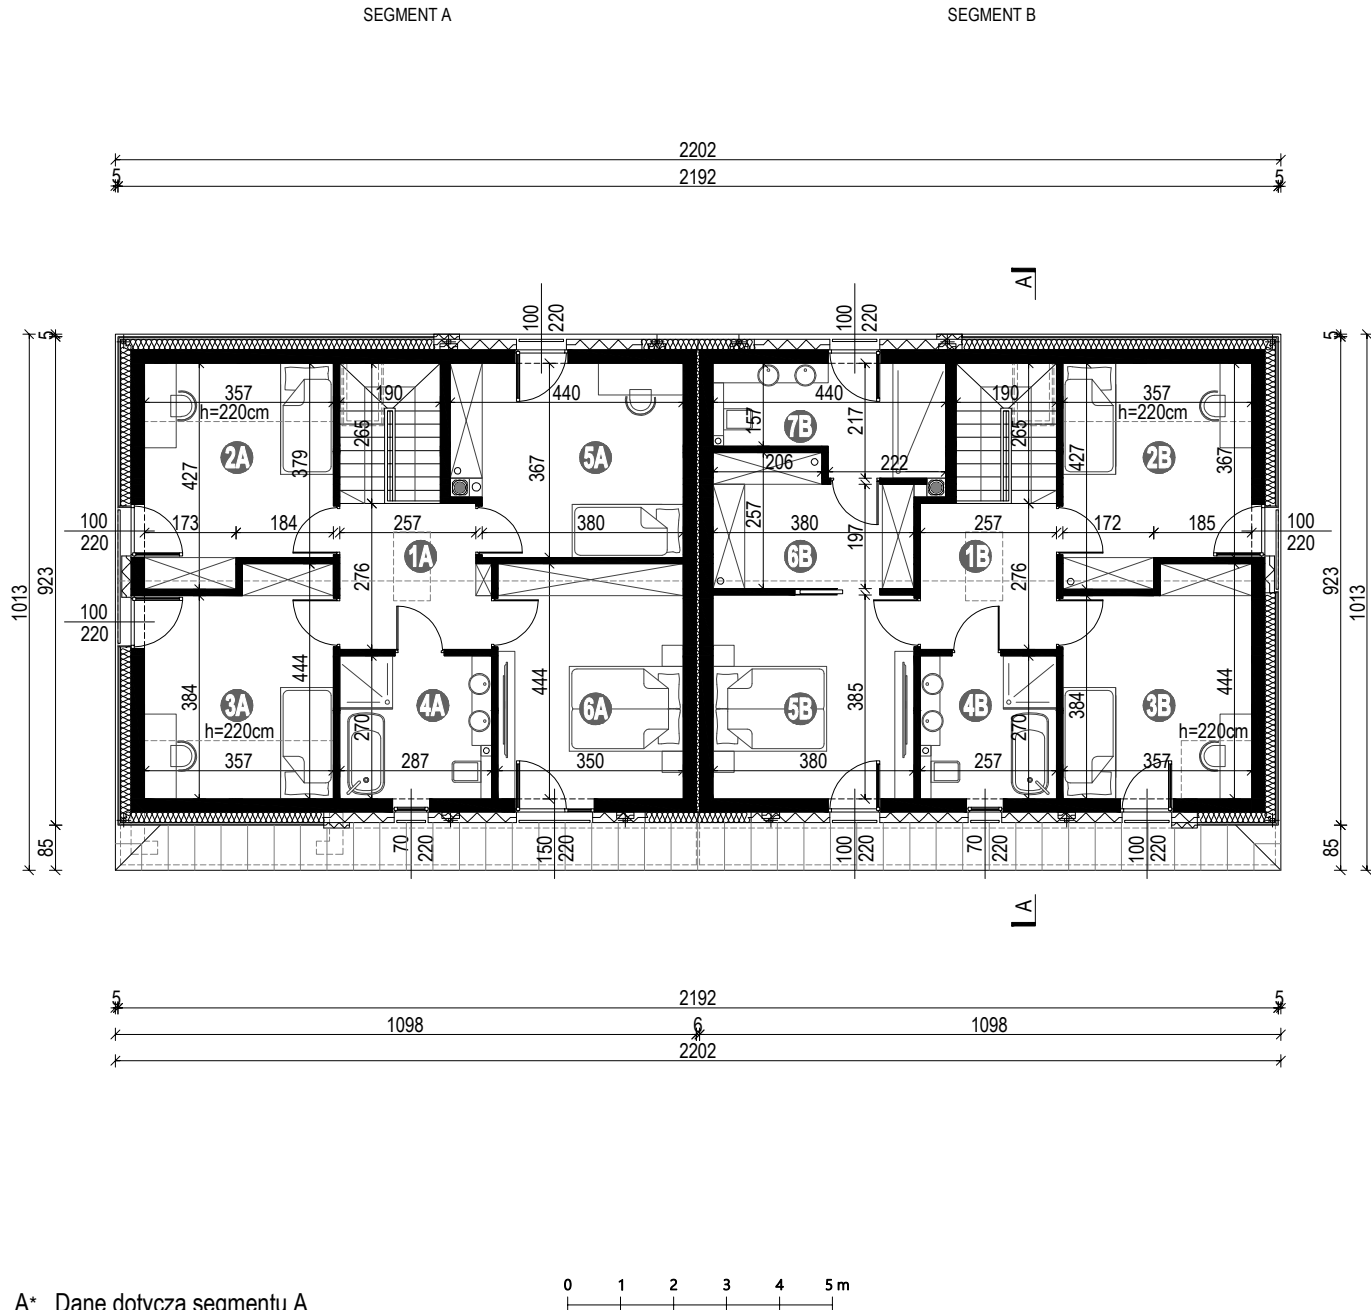 SEGMENT A SEGMENT B
2202
5 2192 5
A
100 220 100 220
5 5
357 190 440 440 190 357
h=220cm h=220cm
265 157 7B 217 265
2A 379 5A 2B
427 367 206 222 427 367
257
100 173 184 257 380 380 257 172 185 100
220 220
1A 6B 197 1B
1013 923 276 276 923 1013
100
220
444 384 444 385 384 444
3A 4A 6A 5B 4B 3B
270 270
h=220cm h=220cm
357 287 350 380 257 357
85 70 220 150 220 100 220 70 220 100 220 85
A
5 2192 5
1098 6 1098
2202
0 1 2 3 4 5 m
A* Dane dotycza segmentu A